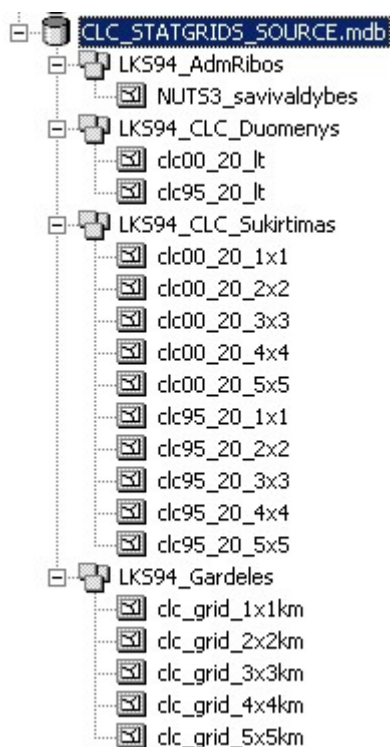 CLC_STATGRIDS_SOURCE.mdb
LKS94_AdmRibos
NUTS3_savivaldybes
LKS94_CLC_Duomenys
clc00_20_lt
clc95_20_lt
LKS94_CLC_Sukirtimas
clc00_20_1x1
clc00_20_2x2
clc00_20_3x3
clc00_20_4x4
clc00_20_5x5
clc95_20_1x1
clc95_20_2x2
clc95_20_3x3
clc95_20_4x4
clc95_20_5x5
LKS94_Gardeles
clc_grid_1x1km
clc_grid_2x2km
clc_grid_3x3km
clc_grid_4x4km
clc_grid_5x5km